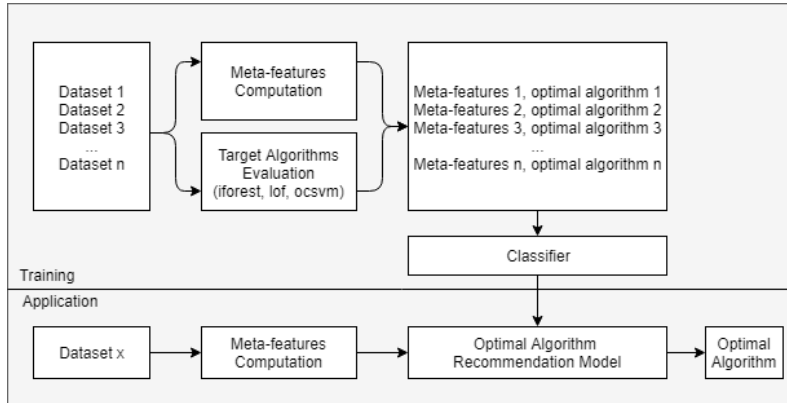 Dataset 1
Dataset 2
Dataset 3
...
Dataset n
Meta-features
Computation
Target Algorithms
Evaluation
(iforest, lof, ocsvm)
Meta-features 1, optimal algorithm 1
Meta-features 2, optimal algorithm 2
Meta-features 3, optimal algorithm 3
...
Meta-features n, optimal algorithm n
Classifier
Training
Application
Dataset x
Meta-features
Computation
Optimal Algorithm
Recommendation Model
Optimal
Algorithm